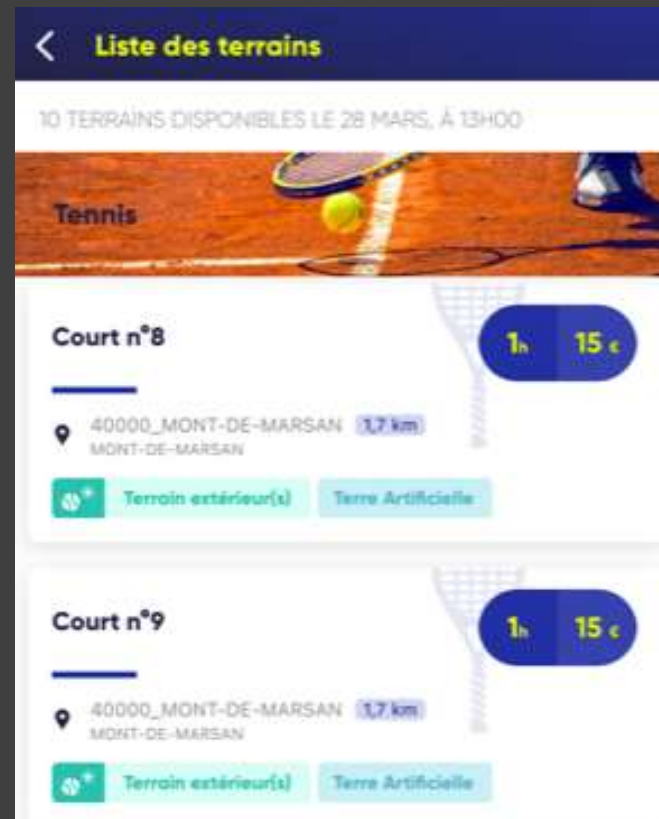 Liste des terrains
10 TERRAINS DISPONIBLES LE 28 MARS, À 13H00
Tennis
Court n°8
1h 15 €
40000_MONT-DE-MARSAN 1,7 km
MONT-DE-MARSAN
Terrain extérieur(s) Terre Artificielle
Court n°9
1h 15 €
40000_MONT-DE-MARSAN 1,7 km
MONT-DE-MARSAN
Terrain extérieur(s) Terre Artificielle